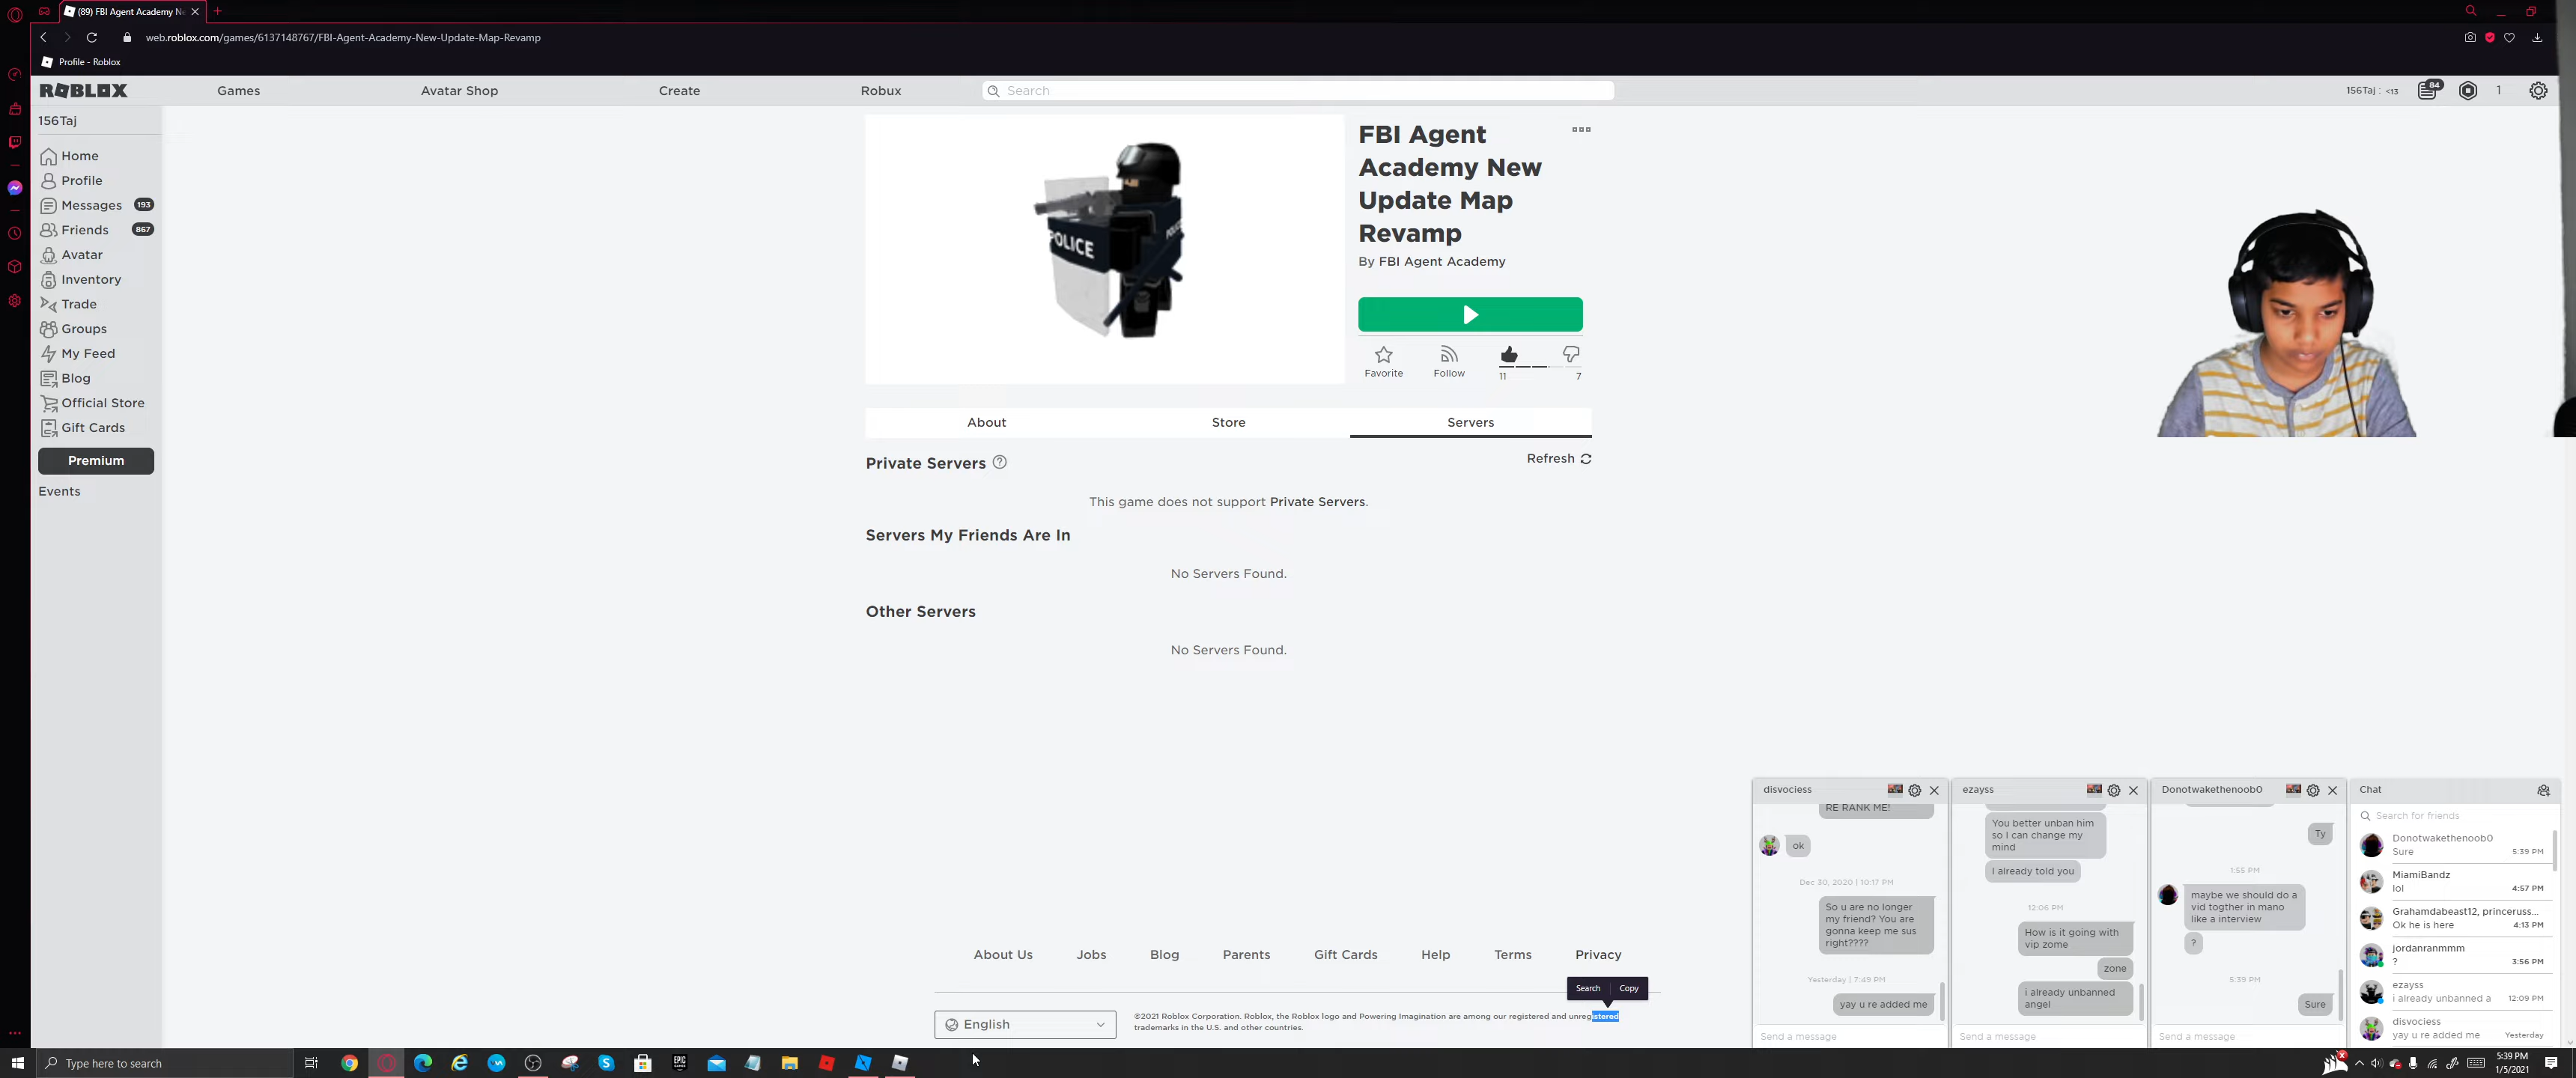 (89) FBI Agent Academy Ne
web.roblox.com/games/6137148767/FBI-Agent-Academy-New-Update-Map-Revamp
Profile - Roblox
ROBLOX
Games
Avatar Shop
Create
Robux
Search
156Taj : <13
84
1
156Taj
Home
Profile
Messages 193
Friends 867
Avatar
Inventory
Trade
Groups
My Feed
Blog
Official Store
Gift Cards
Premium
Events
POLICE
FBI Agent
Academy New
Update Map
Revamp
By FBI Agent Academy
Favorite
Follow
11
7
About
Store
Servers
Private Servers
Refresh
This game does not support Private Servers.
Servers My Friends Are In
No Servers Found.
Other Servers
No Servers Found.
About Us
Jobs
Blog
Parents
Gift Cards
Help
Terms
Privacy
Search
Copy
English
©2021 Roblox Corporation. Roblox, the Roblox logo and Powering Imagination are among our registered and unregistered
trademarks in the U.S. and other countries.
disvociess
RE RANK ME!
ok
Dec 30, 2020 | 10:17 PM
So u are no longer
my friend? You are
gonna keep me sus
right????
Yesterday | 7:49 PM
yay u re added me
Send a message
ezayss
You better unban him
so I can change my
mind
I already told you
12:06 PM
How is it going with
vip zome
zone
i already unbanned
angel
Send a message
Donotwakethenoob0
Ty
1:55 PM
maybe we should do a
vid togther in mano
like a interview
?
5:39 PM
Sure
Send a message
Chat
Search for friends
Donotwakethenoob0
Sure 5:39 PM
MiamiBandz
lol 4:57 PM
Grahamdabeast12, princeruss...
Ok he is here 4:13 PM
jordanranmmm
? 3:56 PM
ezayss
i already unbanned a 12:09 PM
disvociess
yay u re added me Yesterday
Type here to search
EPIC
GAMES
5:39 PM
1/5/2021